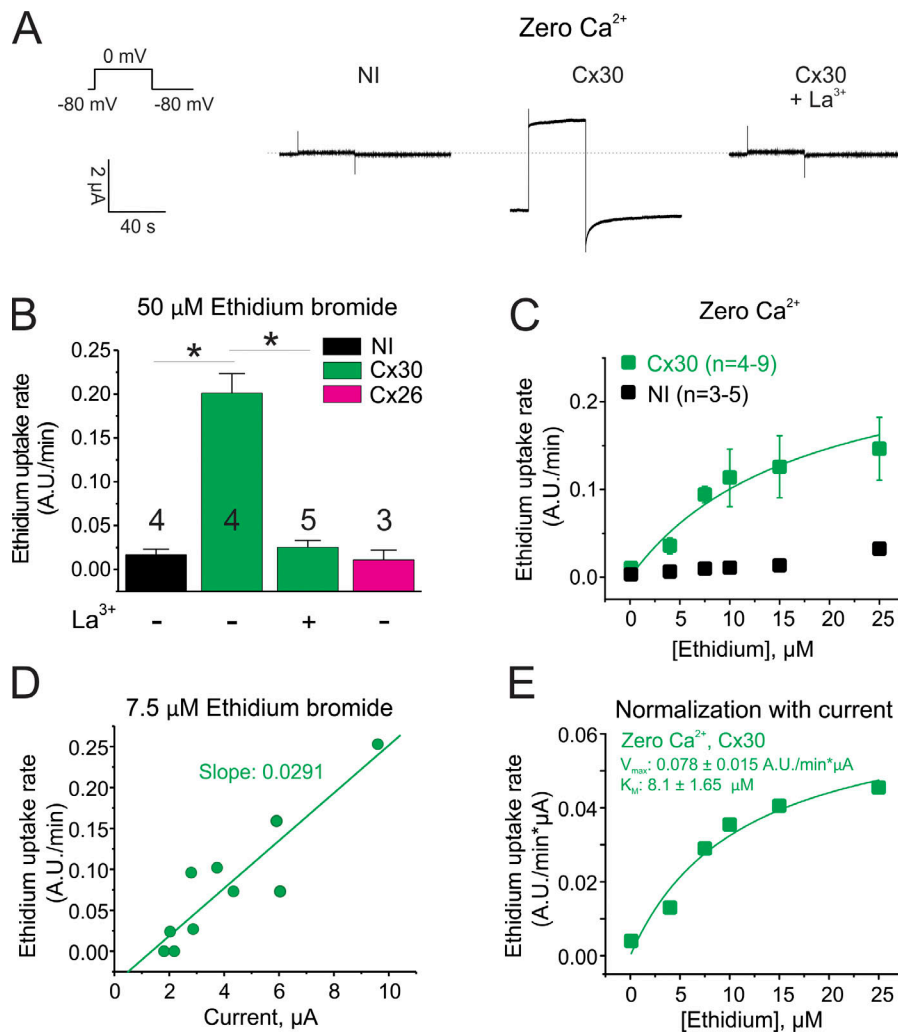 A
Zero Ca²⁺
0 mV
-80 mV
-80 mV
NI
Cx30
Cx30
+ La³⁺
2 µA
40 s
B
50 µM Ethidium bromide
Ethidium uptake rate
(A.U./min)
0.25
0.20
0.15
0.10
0.05
0.00
*
*
NI
Cx30
Cx26
4
4
5
3
La³⁺
-
-
+
-
C
Zero Ca²⁺
Cx30 (n=4-9)
NI (n=3-5)
Ethidium uptake rate
(A.U./min)
0.2
0.1
0.0
0
5
10
15
20
25
[Ethidium], µM
D
7.5 µM Ethidium bromide
Slope: 0.0291
Ethidium uptake rate
(A.U./min)
0.25
0.20
0.15
0.10
0.05
0.00
0
2
4
6
8
10
Current, µA
E
Normalization with current
Zero Ca²⁺, Cx30
Vmax: 0.078 ± 0.015 A.U./min*µA
KM: 8.1 ± 1.65 µM
Ethidium uptake rate
(A.U./min*µA)
0.06
0.04
0.02
0.00
0
5
10
15
20
25
[Ethidium], µM